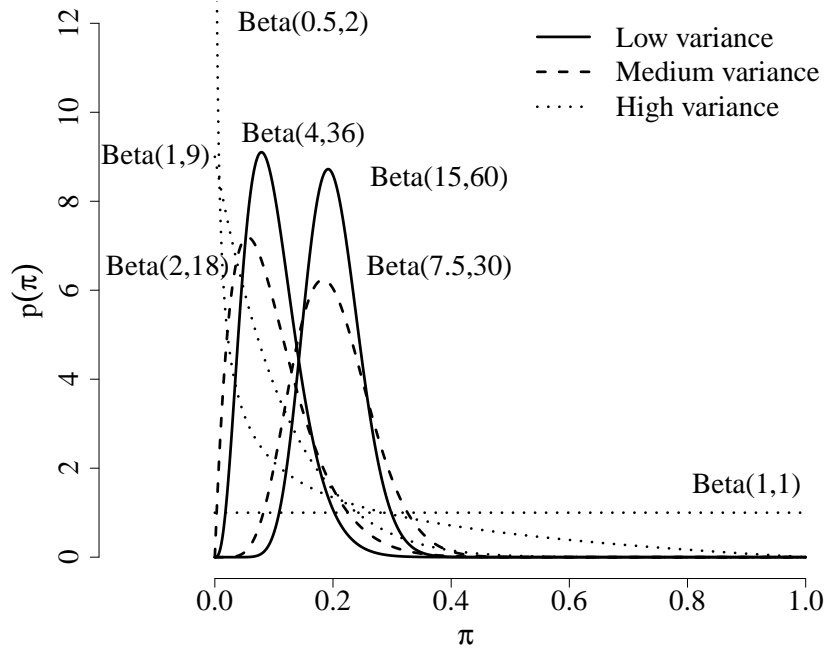 12
10
8
6
4
2
0
p(π)
Beta(0.5,2)
Beta(4,36)
Beta(1,9)
Beta(15,60)
Beta(2,18)
Beta(7.5,30)
Beta(1,1)
Low variance
Medium variance
High variance
0.0 0.2 0.4 0.6 0.8 1.0
π